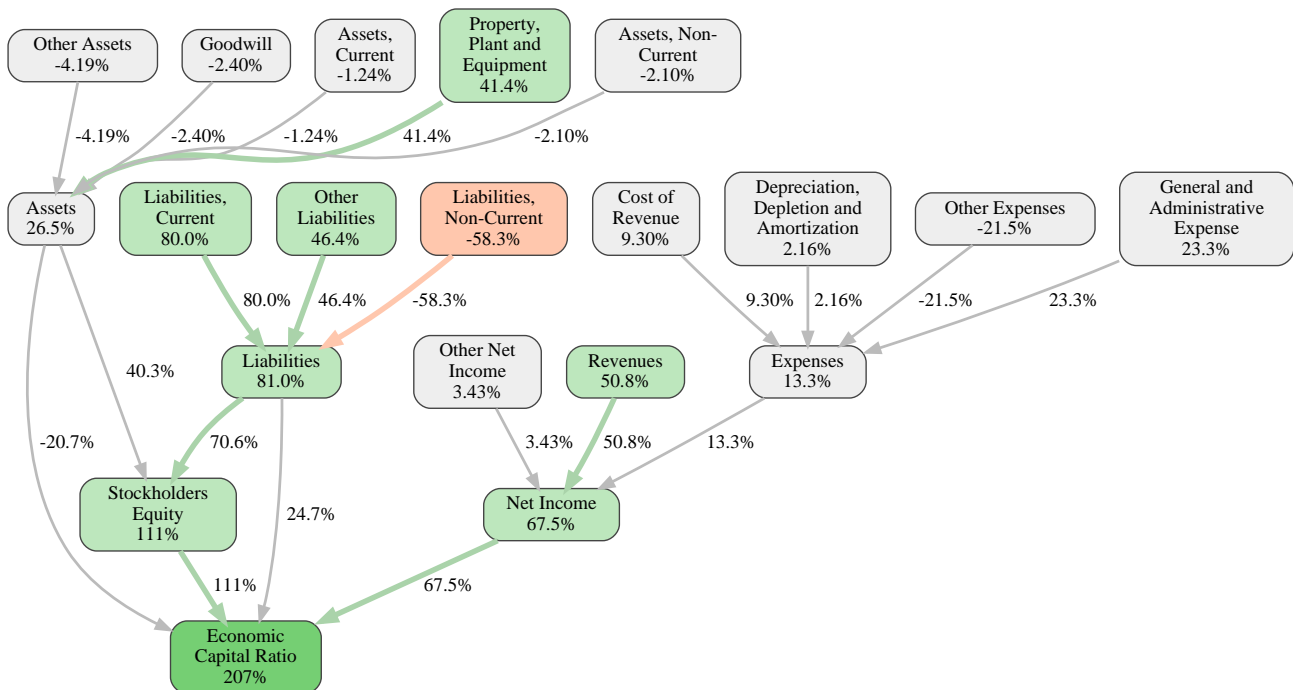 Other Assets
-4.19%
Goodwill
-2.40%
Assets,
Current
-1.24%
Property,
Plant and
Equipment
41.4%
Assets, Non-
Current
-2.10%
-4.19%
-2.40%
-1.24%
41.4%
-2.10%
Assets
26.5%
Liabilities,
Current
80.0%
Other
Liabilities
46.4%
Liabilities,
Non-Current
-58.3%
Cost of
Revenue
9.30%
Depreciation,
Depletion and
Amortization
2.16%
Other Expenses
-21.5%
General and
Administrative
Expense
23.3%
80.0%
46.4%
-58.3%
9.30%
2.16%
-21.5%
23.3%
40.3%
Liabilities
81.0%
Other Net
Income
3.43%
Revenues
50.8%
Expenses
13.3%
-20.7%
70.6%
3.43%
50.8%
13.3%
Stockholders
Equity
111%
24.7%
Net Income
67.5%
111%
67.5%
Economic
Capital Ratio
207%